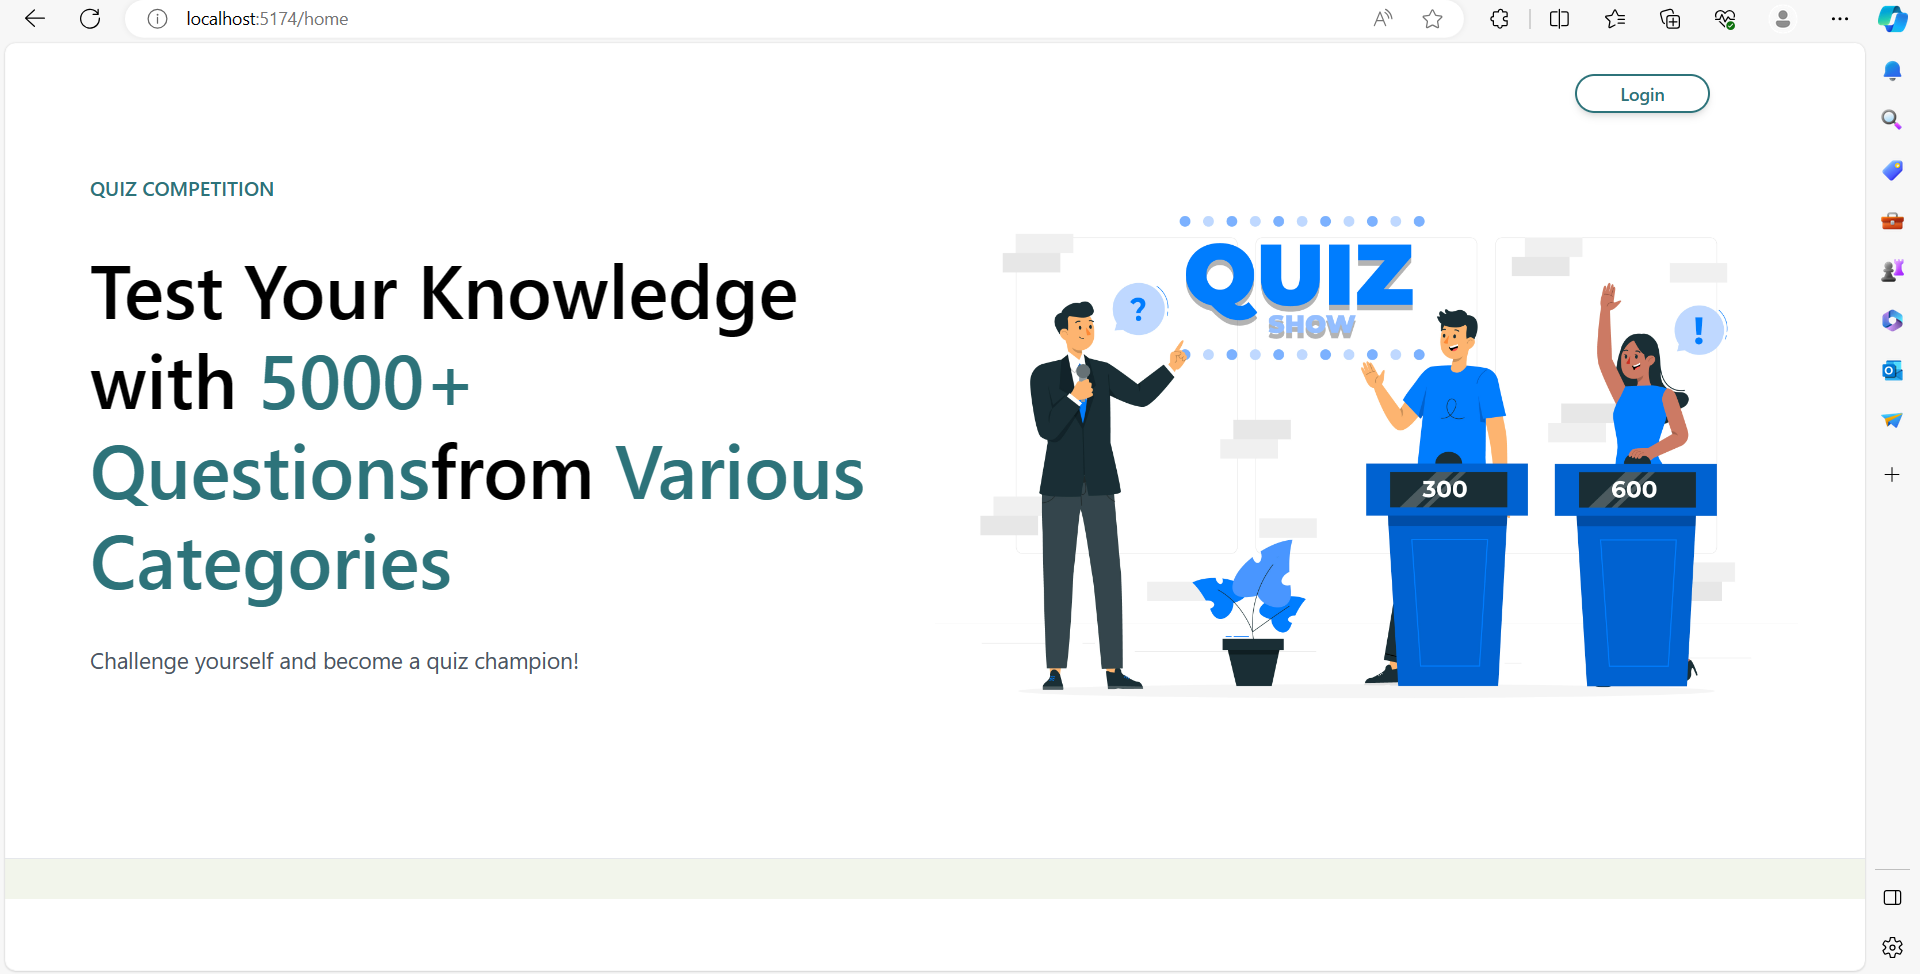 localhost:5174/home
Login
QUIZ COMPETITION
Test Your Knowledge
with 5000+
Questionsfrom Various
Categories
Challenge yourself and become a quiz champion!
QUIZ
SHOW
?
!
300
600